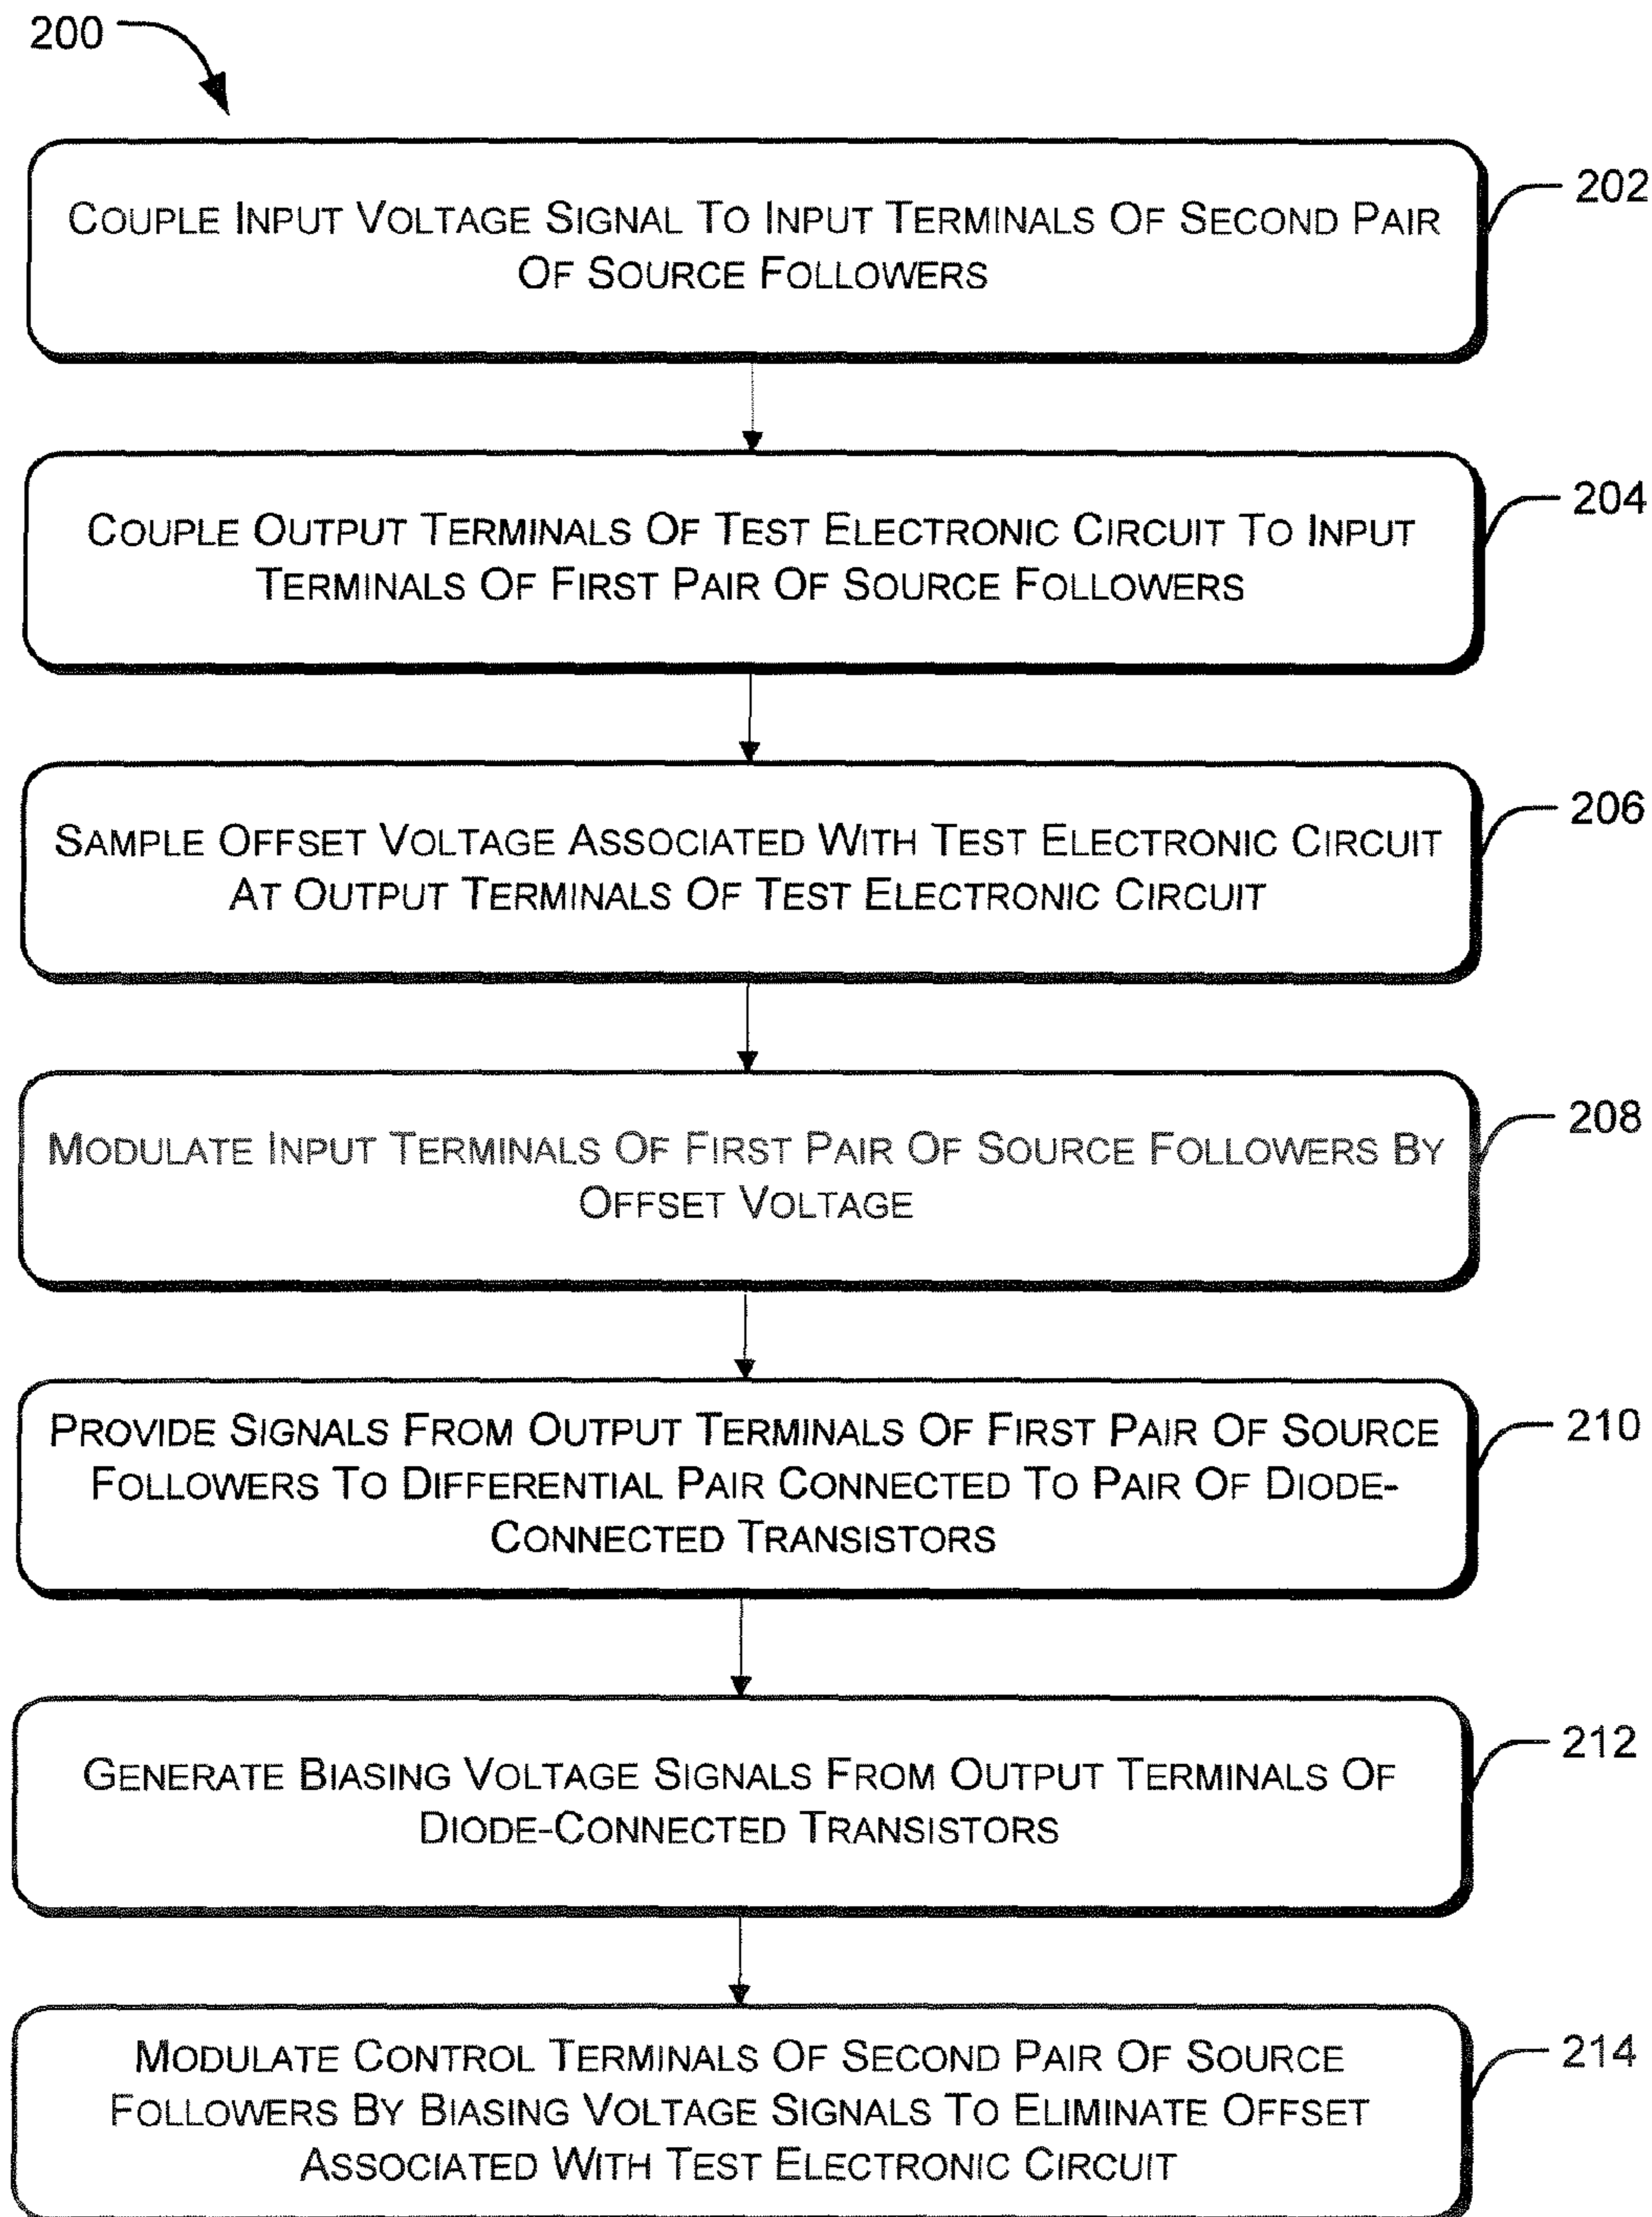 200
COUPLE INPUT VOLTAGE SIGNAL TO INPUT TERMINALS OF SECOND PAIR
OF SOURCE FOLLOWERS
202
COUPLE OUTPUT TERMINALS OF TEST ELECTRONIC CIRCUIT TO INPUT
TERMINALS OF FIRST PAIR OF SOURCE FOLLOWERS
204
SAMPLE OFFSET VOLTAGE ASSOCIATED WITH TEST ELECTRONIC CIRCUIT
AT OUTPUT TERMINALS OF TEST ELECTRONIC CIRCUIT
206
MODULATE INPUT TERMINALS OF FIRST PAIR OF SOURCE FOLLOWERS BY
OFFSET VOLTAGE
208
PROVIDE SIGNALS FROM OUTPUT TERMINALS OF FIRST PAIR OF SOURCE
FOLLOWERS TO DIFFERENTIAL PAIR CONNECTED TO PAIR OF DIODE-
CONNECTED TRANSISTORS
210
GENERATE BIASING VOLTAGE SIGNALS FROM OUTPUT TERMINALS OF
DIODE-CONNECTED TRANSISTORS
212
MODULATE CONTROL TERMINALS OF SECOND PAIR OF SOURCE
FOLLOWERS BY BIASING VOLTAGE SIGNALS TO ELIMINATE OFFSET
ASSOCIATED WITH TEST ELECTRONIC CIRCUIT
214